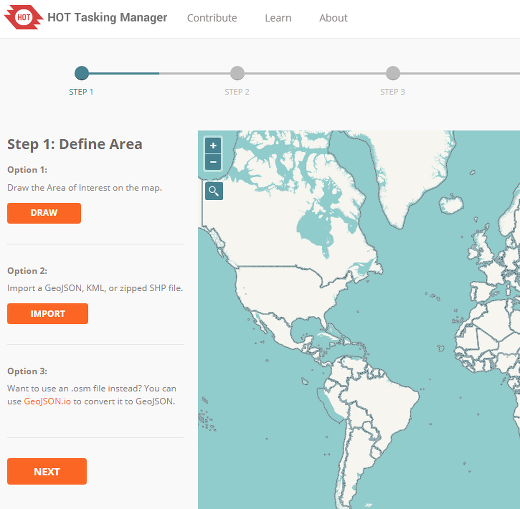 HOT
HOT Tasking Manager
Contribute
Learn
About
STEP 1
STEP 2
STEP 3
Step 1: Define Area
Option 1:
Draw the Area of Interest on the map.
DRAW
Option 2:
Import a GeoJSON, KML, or zipped SHP file.
IMPORT
Option 3:
Want to use an .osm file instead? You can
use GeoJSON.io to convert it to GeoJSON.
NEXT
+
−